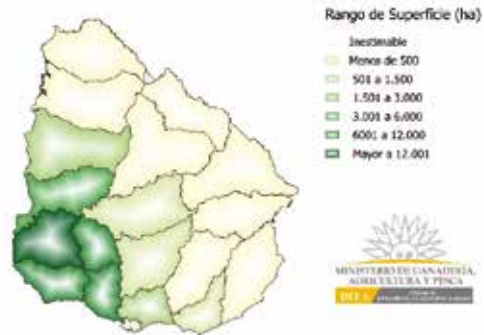 Rango de Superficie (ha)
Inestimable
Menos de 500
501 a 1.500
1.501 a 3.000
3.001 a 6.000
6001 a 12.000
Mayor a 12.001
MINISTERIO DE GANADERÍA,
AGRICULTURA Y PESCA